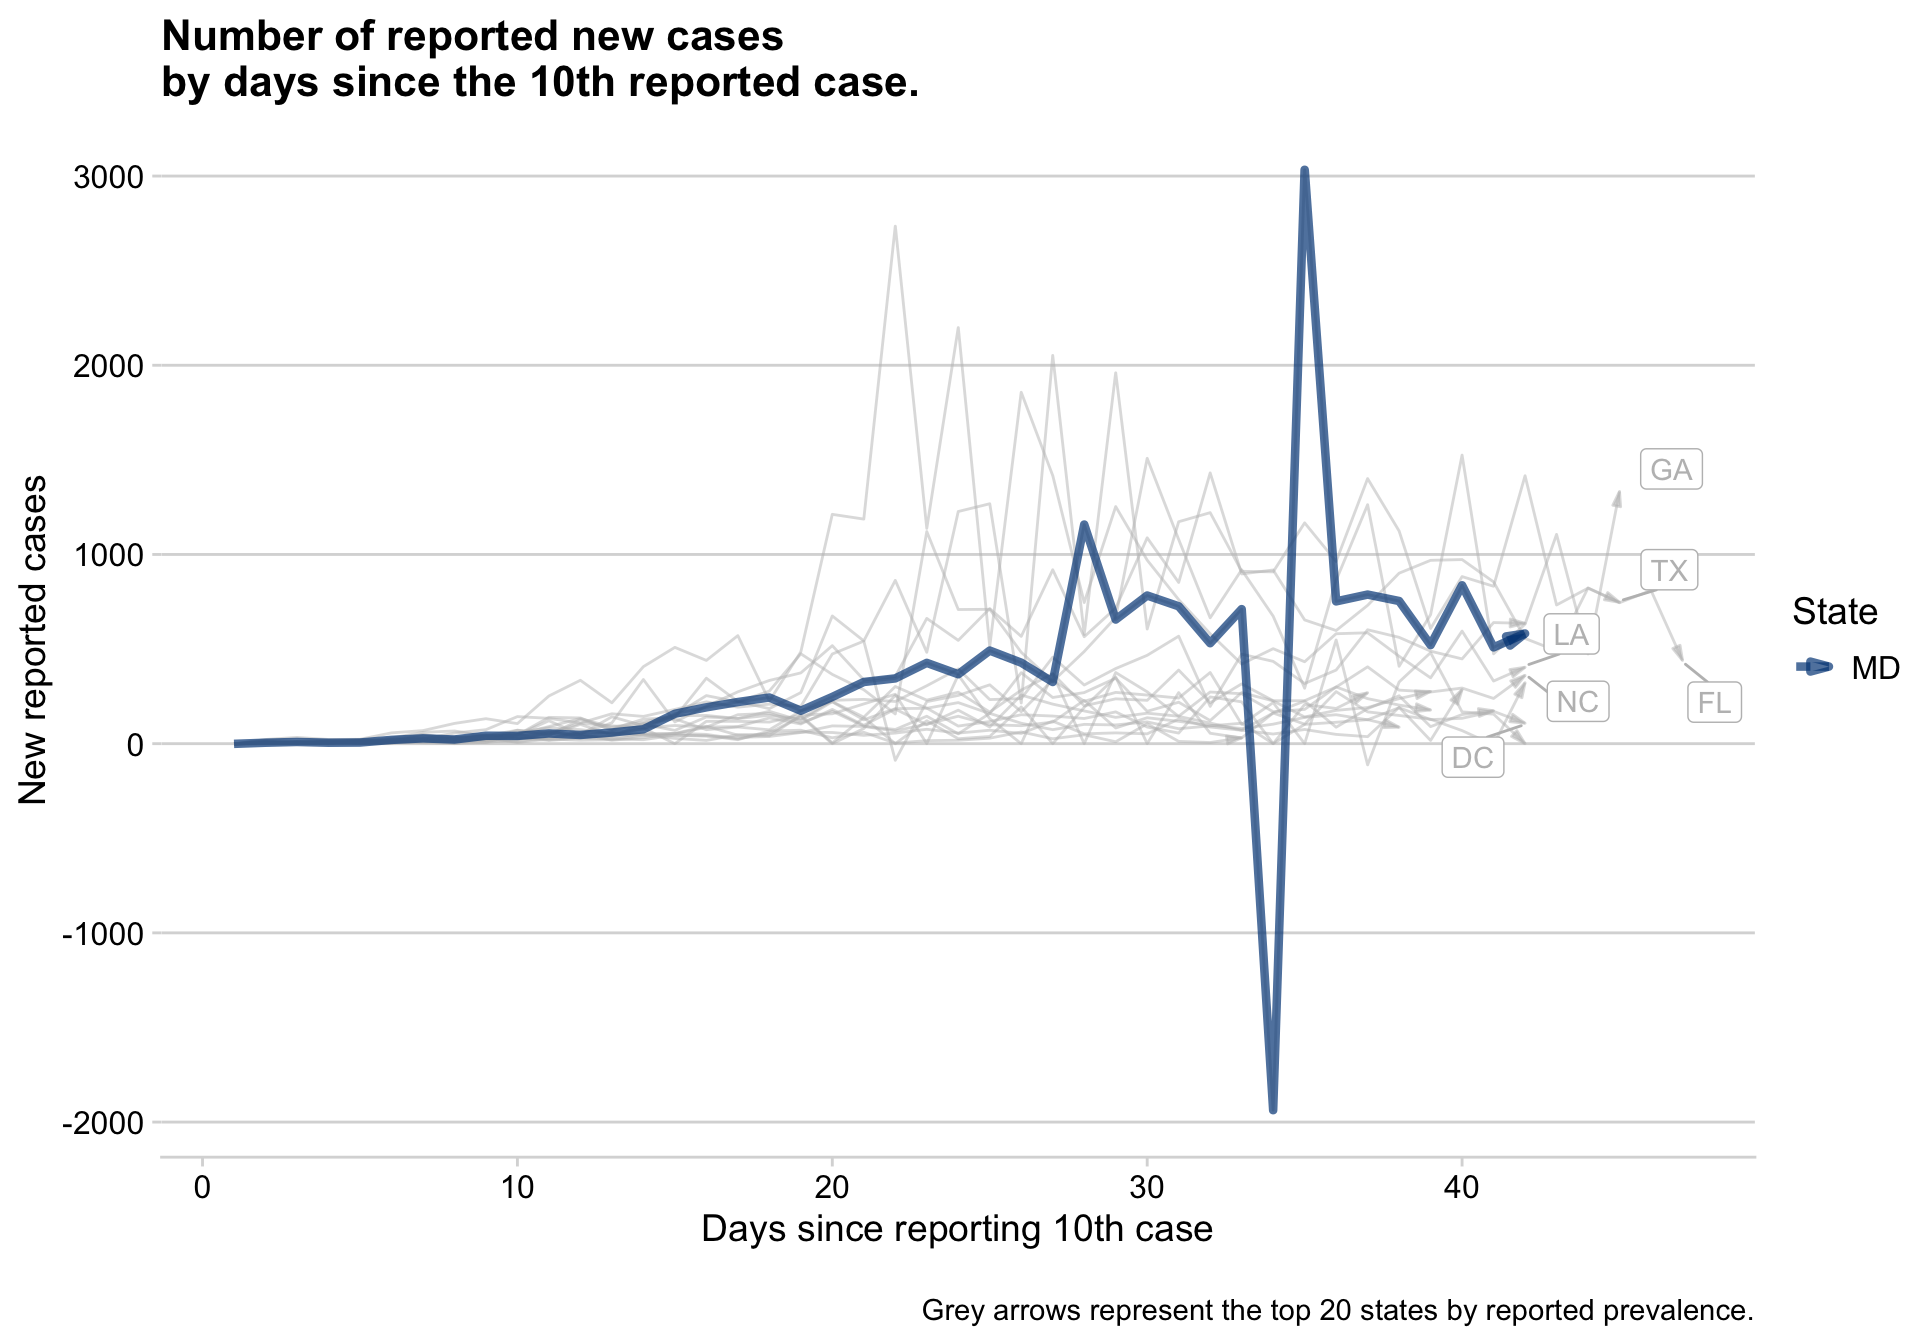 Number of reported new cases
by days since the 10th reported case.
New reported cases
3000
2000
1000
0
-1000
-2000
GA
TX
LA
NC
FL
DC
State
MD
0 10 20 30 40
Days since reporting 10th case
Grey arrows represent the top 20 states by reported prevalence.